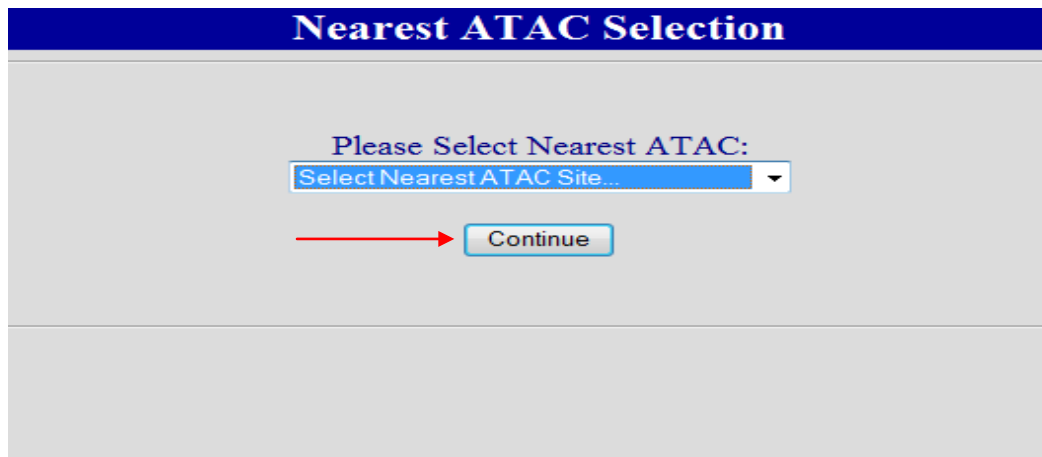 Nearest ATAC Selection
Please Select Nearest ATAC:
Select Nearest ATAC Site...
Continue